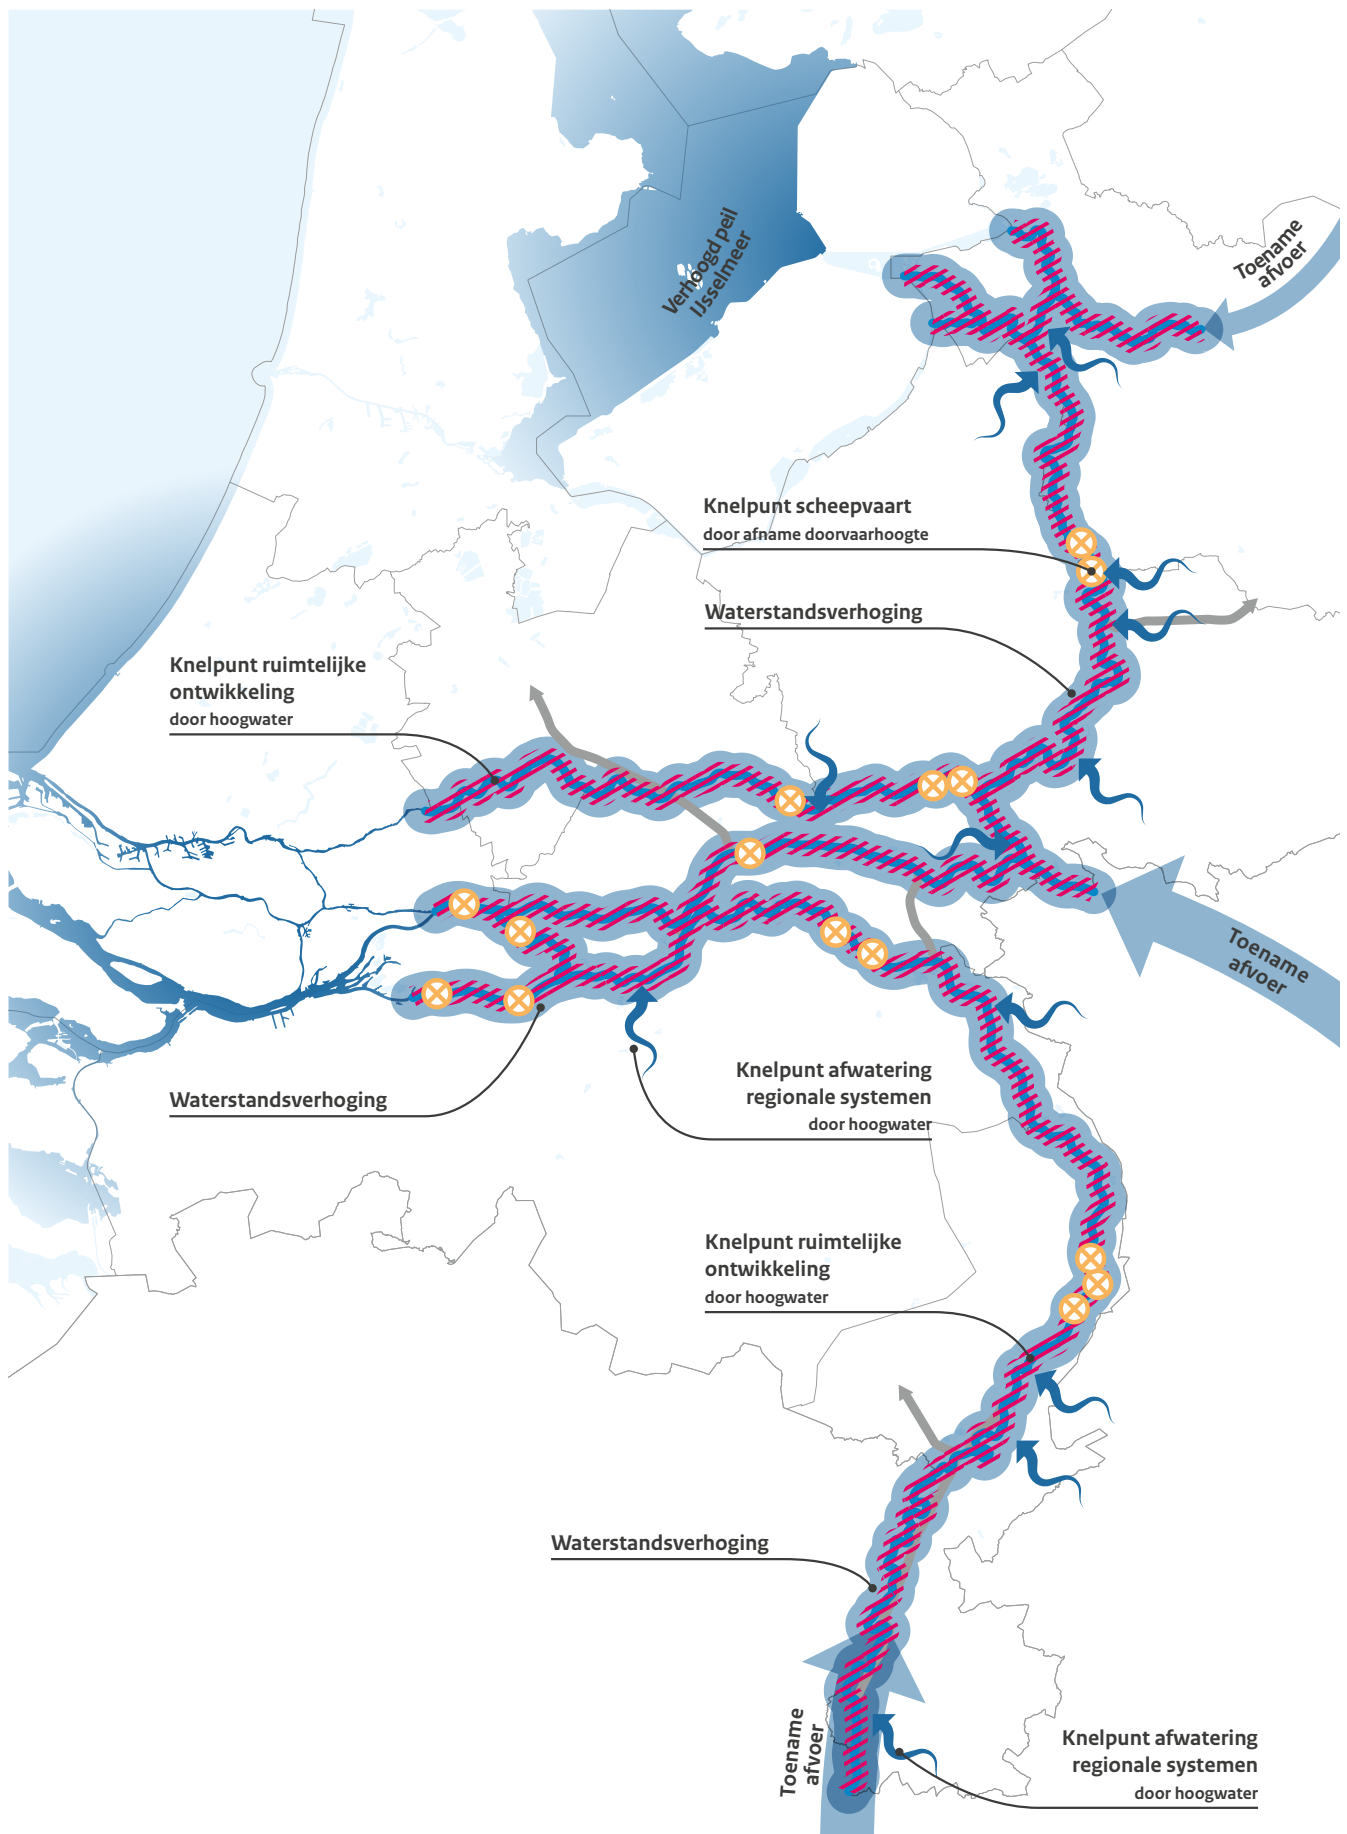 Verhoogd peil
IJsselmeer
Toename
afvoer
Knelpunt scheepvaart
door afname doorvaarhoogte
Waterstandsverhoging
Knelpunt ruimtelijke
ontwikkeling
door hoogwater
Toename
afvoer
Knelpunt afwatering
regionale systemen
door hoogwater
Waterstandsverhoging
Knelpunt ruimtelijke
ontwikkeling
door hoogwater
Waterstandsverhoging
Toename
afvoer
Knelpunt afwatering
regionale systemen
door hoogwater